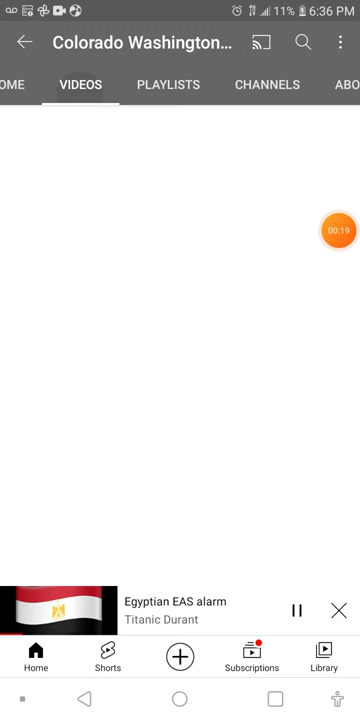 11% 6:36 PM
Colorado Washington...
OME VIDEOS PLAYLISTS CHANNELS ABO
00:19
Egyptian EAS alarm
Titanic Durant
Home Shorts Subscriptions Library